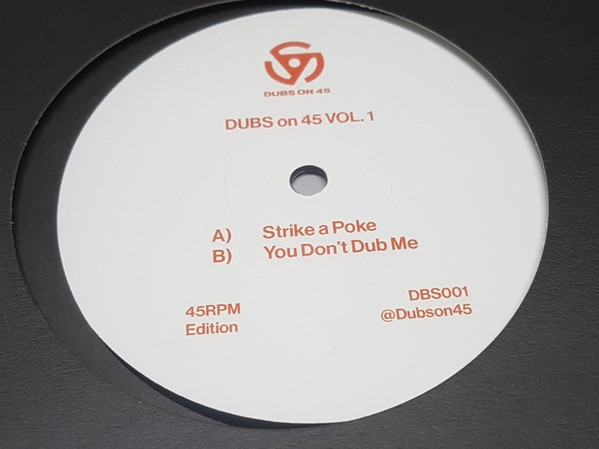 DUBS ON 45
DUBS on 45 VOL. 1
A) Strike a Poke
B) You Don't Dub Me
45RPM
Edition
DBS001
@Dubson45